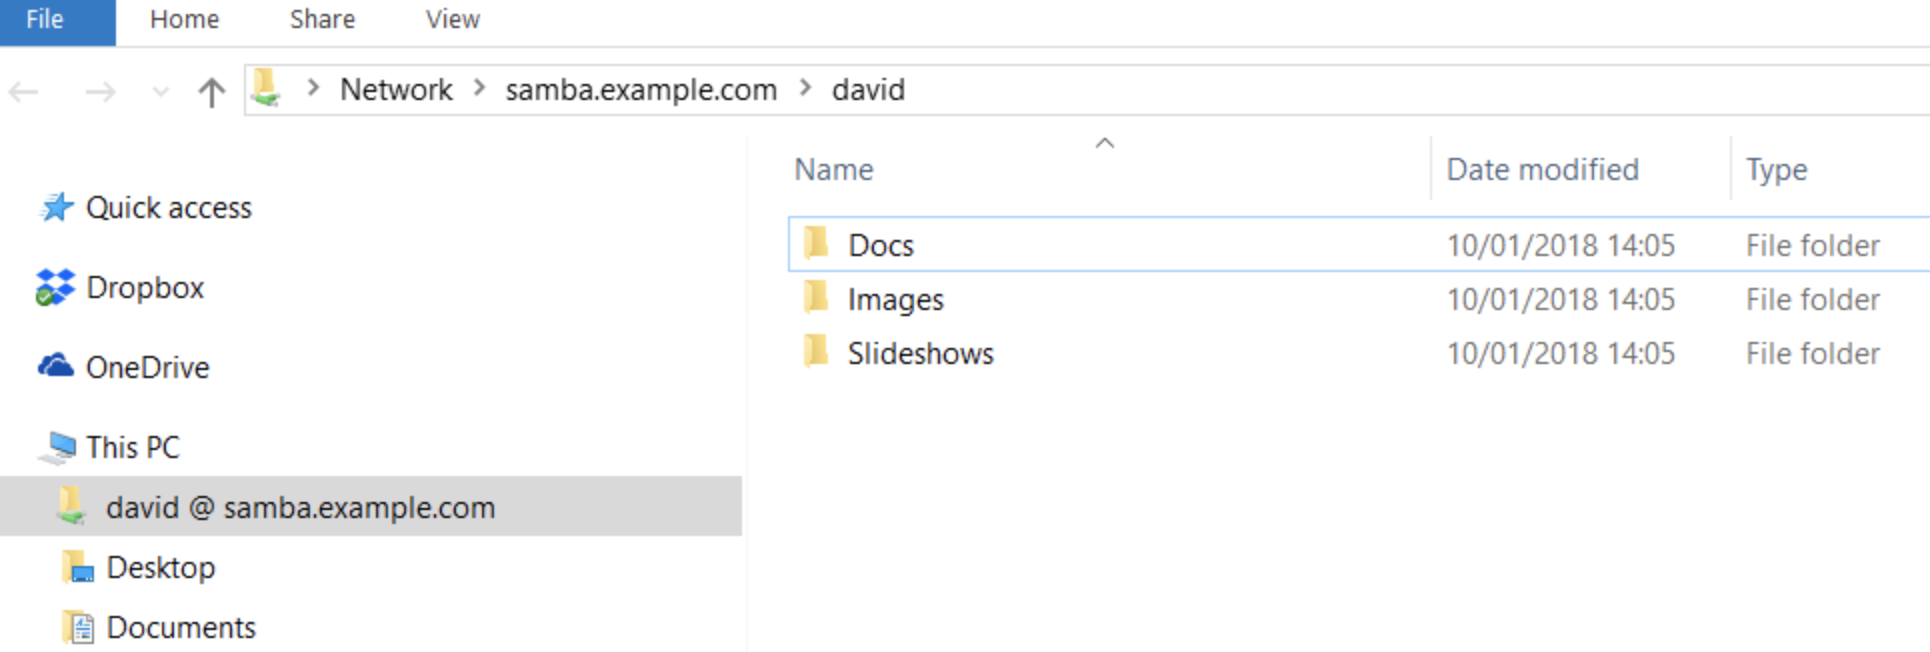 File Home Share View
Network > samba.example.com > david
Name Date modified Type
Quick access
Docs 10/01/2018 14:05 File folder
Dropbox
Images 10/01/2018 14:05 File folder
OneDrive
Slideshows 10/01/2018 14:05 File folder
This PC
david @ samba.example.com
Desktop
Documents